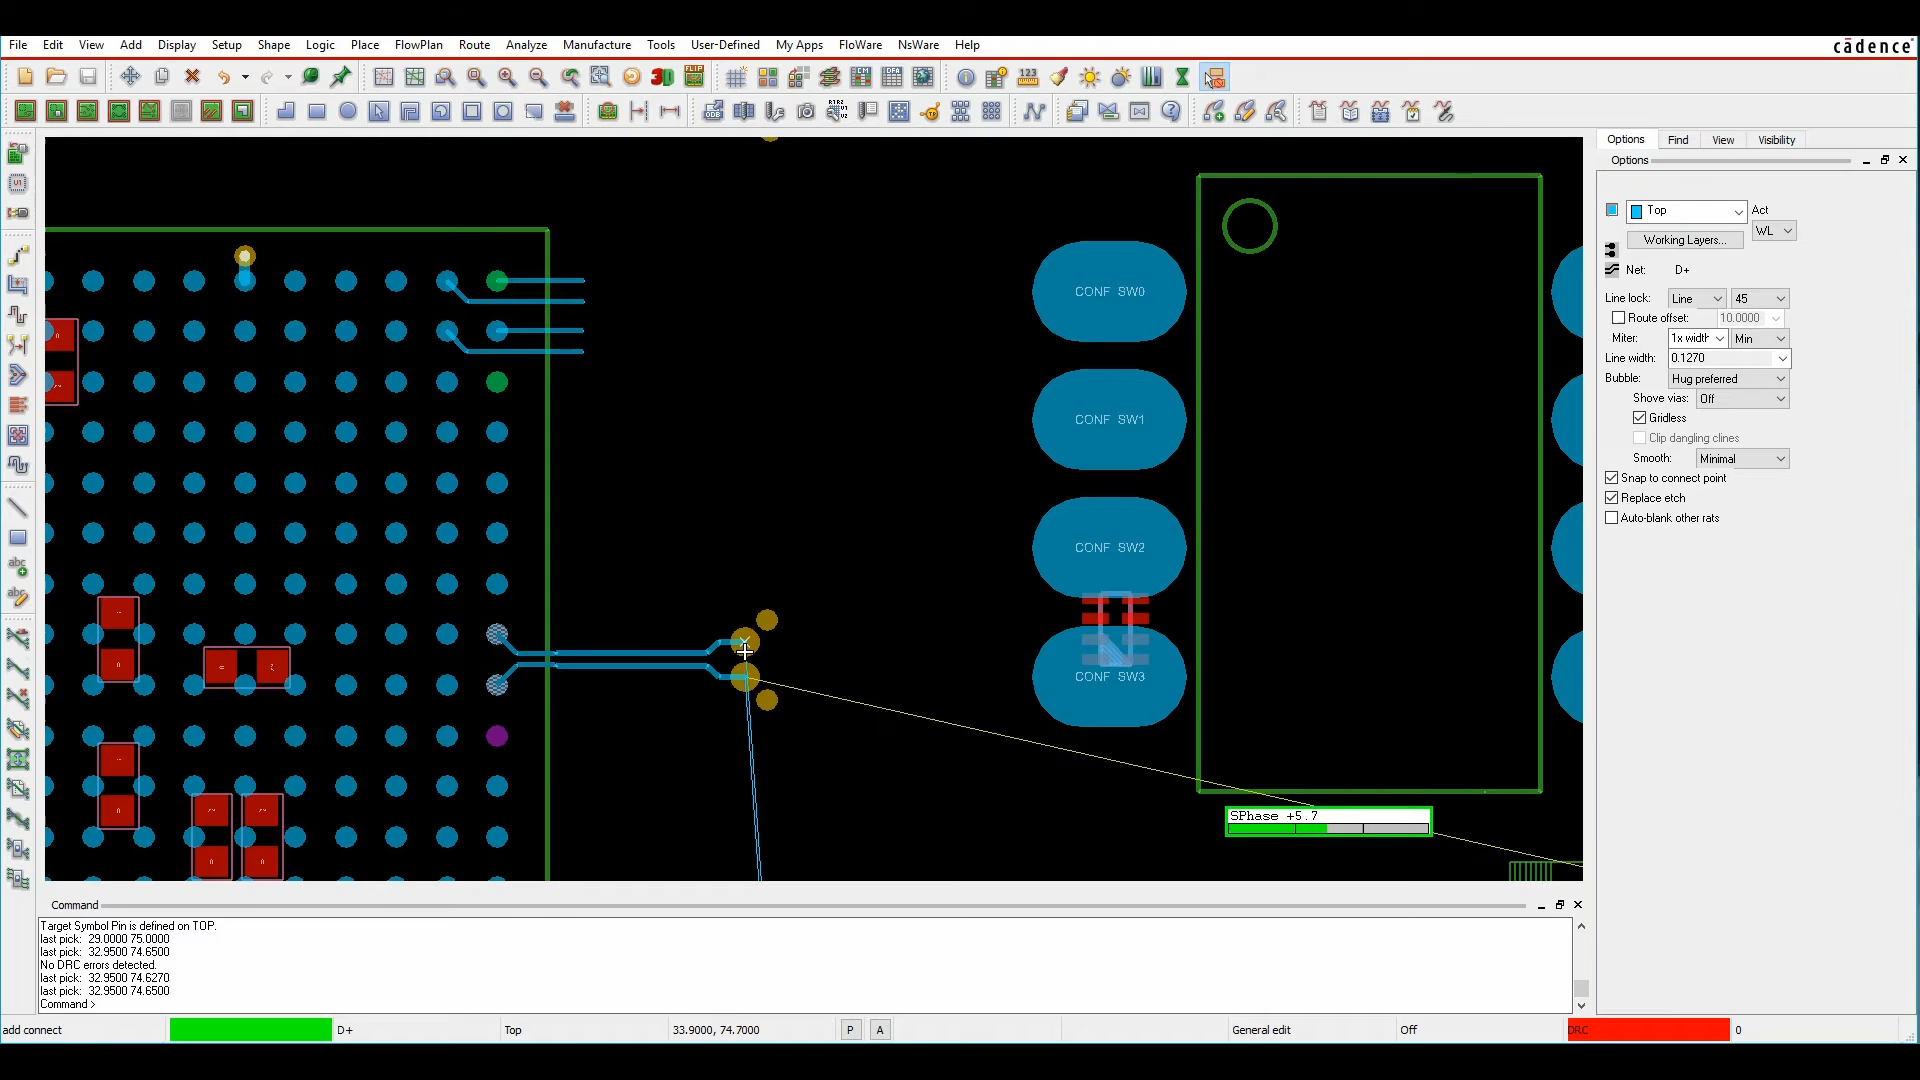 File Edit View Add Display Setup Shape Logic Place FlowPlan Route Analyze Manufacture Tools User-Defined My Apps FloWare NsWare Help
cādence
Options Find View Visibility
Options
Top Act
Working Layers... WL
Net: D+
Line lock: Line 45
Route offset: 10.0000
Miter: 1x width Min
Line width: 0.1270
Bubble: Hug preferred
Shove vias: Off
Gridless
Clip dangling clines
Smooth: Minimal
Snap to connect point
Replace etch
Auto-blank other rats
CONF SW0
CONF SW1
CONF SW2
CONF SW3
SPhase +5.7
Command
Target Symbol Pin is defined on TOP.
last pick: 29.0000 75.0000
last pick: 32.9500 74.6500
No DRC errors detected.
last pick: 32.9500 74.6270
last pick: 32.9500 74.6500
Command >
add connect D+ Top 33.9000, 74.7000 P A General edit Off DRC 0